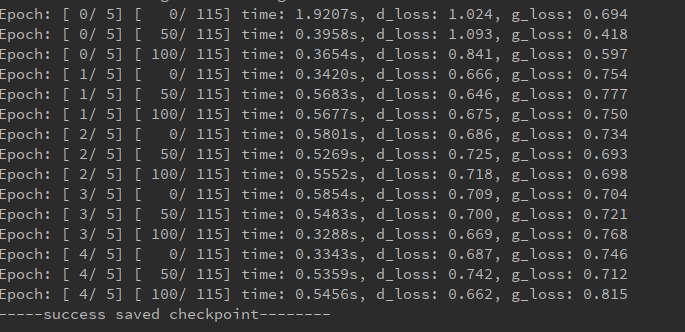 Epoch: [ 0/ 5] [   0/ 115] time: 1.9207s, d_loss: 1.024, g_loss: 0.694
Epoch: [ 0/ 5] [  50/ 115] time: 0.3958s, d_loss: 1.093, g_loss: 0.418
Epoch: [ 0/ 5] [ 100/ 115] time: 0.3654s, d_loss: 0.841, g_loss: 0.597
Epoch: [ 1/ 5] [   0/ 115] time: 0.3420s, d_loss: 0.666, g_loss: 0.754
Epoch: [ 1/ 5] [  50/ 115] time: 0.5683s, d_loss: 0.646, g_loss: 0.777
Epoch: [ 1/ 5] [ 100/ 115] time: 0.5677s, d_loss: 0.675, g_loss: 0.750
Epoch: [ 2/ 5] [   0/ 115] time: 0.5801s, d_loss: 0.686, g_loss: 0.734
Epoch: [ 2/ 5] [  50/ 115] time: 0.5269s, d_loss: 0.725, g_loss: 0.693
Epoch: [ 2/ 5] [ 100/ 115] time: 0.5552s, d_loss: 0.718, g_loss: 0.698
Epoch: [ 3/ 5] [   0/ 115] time: 0.5854s, d_loss: 0.709, g_loss: 0.704
Epoch: [ 3/ 5] [  50/ 115] time: 0.5483s, d_loss: 0.700, g_loss: 0.721
Epoch: [ 3/ 5] [ 100/ 115] time: 0.3288s, d_loss: 0.669, g_loss: 0.768
Epoch: [ 4/ 5] [   0/ 115] time: 0.3343s, d_loss: 0.687, g_loss: 0.746
Epoch: [ 4/ 5] [  50/ 115] time: 0.5359s, d_loss: 0.742, g_loss: 0.712
Epoch: [ 4/ 5] [ 100/ 115] time: 0.5456s, d_loss: 0.662, g_loss: 0.815
-----success saved checkpoint--------